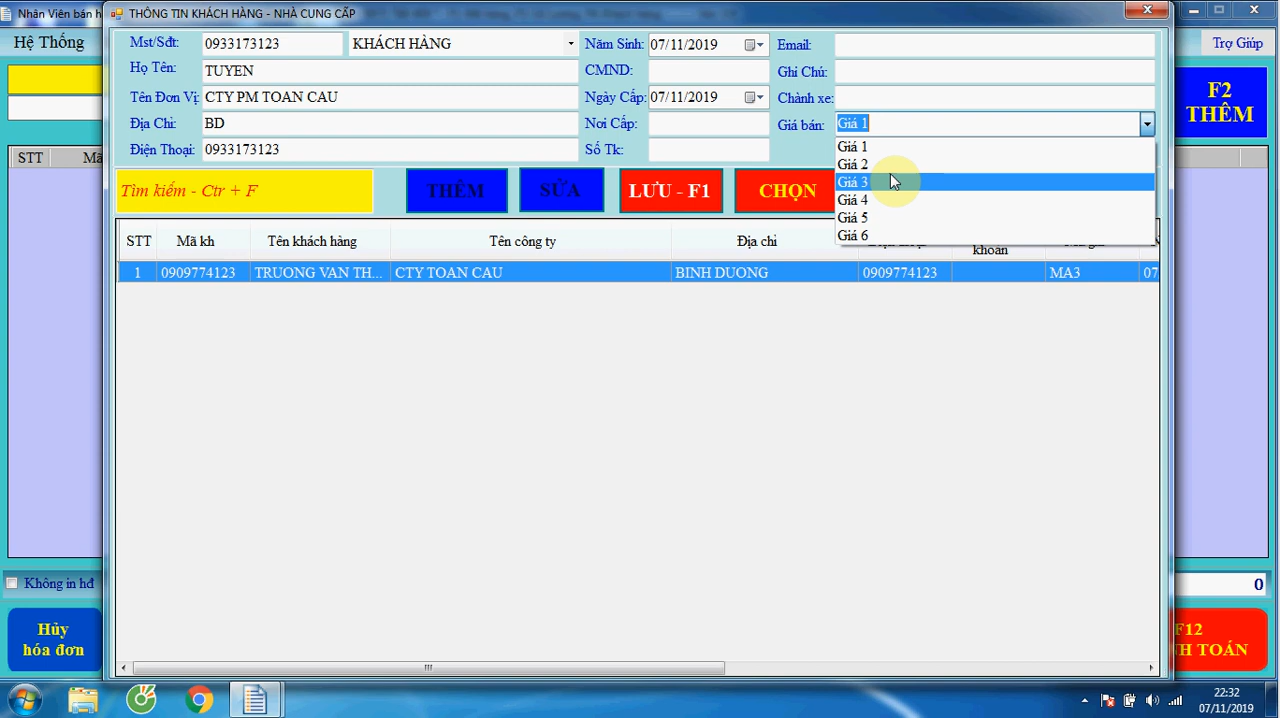 Nhân Viên bán h
THÔNG TIN KHÁCH HÀNG - NHÀ CUNG CẤP
Hệ Thống
Trợ Giúp
Mst/Sđt:
0933173123
KHÁCH HÀNG
Năm Sinh:
07/11/2019
Email:
Họ Tên:
TUYEN
CMND:
Ghi Chú:
Tên Đơn Vị:
CTY PM TOAN CAU
Ngày Cấp:
07/11/2019
Chành xe:
Địa Chỉ:
BD
Nơi Cấp:
Giá bán:
Giá 1
Điện Thoại:
0933173123
Số Tk:
Giá 1
Giá 2
Giá 3
Giá 4
Giá 5
Giá 6
F2
THÊM
Tìm kiếm - Ctr + F
THÊM
SỬA
LƯU - F1
CHỌN
STT
Mã
STT
Mã kh
Tên khách hàng
Tên công ty
Địa chỉ
khoản
1
0909774123
TRUONG VAN TH...
CTY TOAN CAU
BINH DUONG
0909774123
MA3
07
Không in hđ
0
Hủy
hóa đơn
F12
NH TOÁN
22:32
07/11/2019